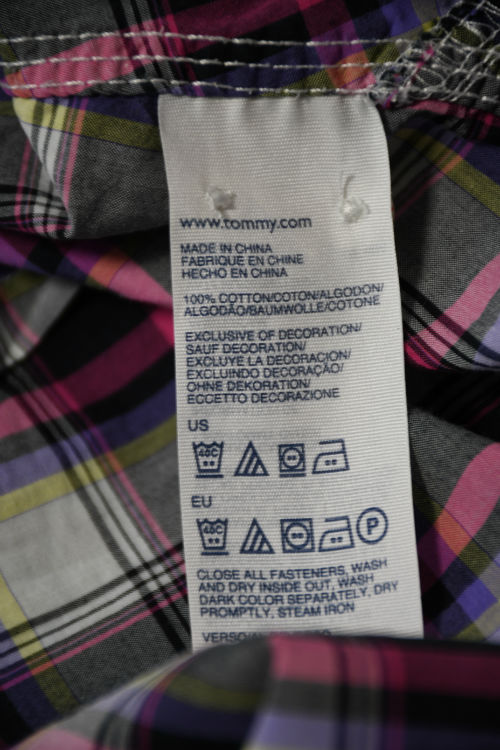 www.tommy.com
MADE IN CHINA
FABRIQUE EN CHINE
HECHO EN CHINA
100% COTTON/COTON/ALGODON/
ALGODÃO/BAUMWOLLE/COTONE
EXCLUSIVE OF DECORATION/
SAUF DECORATION/
EXCLUYE LA DECORACION/
EXCLUINDO DECORAÇÃO/
OHNE DEKORATION/
ECCETTO DECORAZIONE
US
40C
EU
40C
P
CLOSE ALL FASTENERS, WASH
AND DRY INSIDE OUT, WASH
DARK COLOR SEPARATELY, DRY
PROMPTLY, STEAM IRON